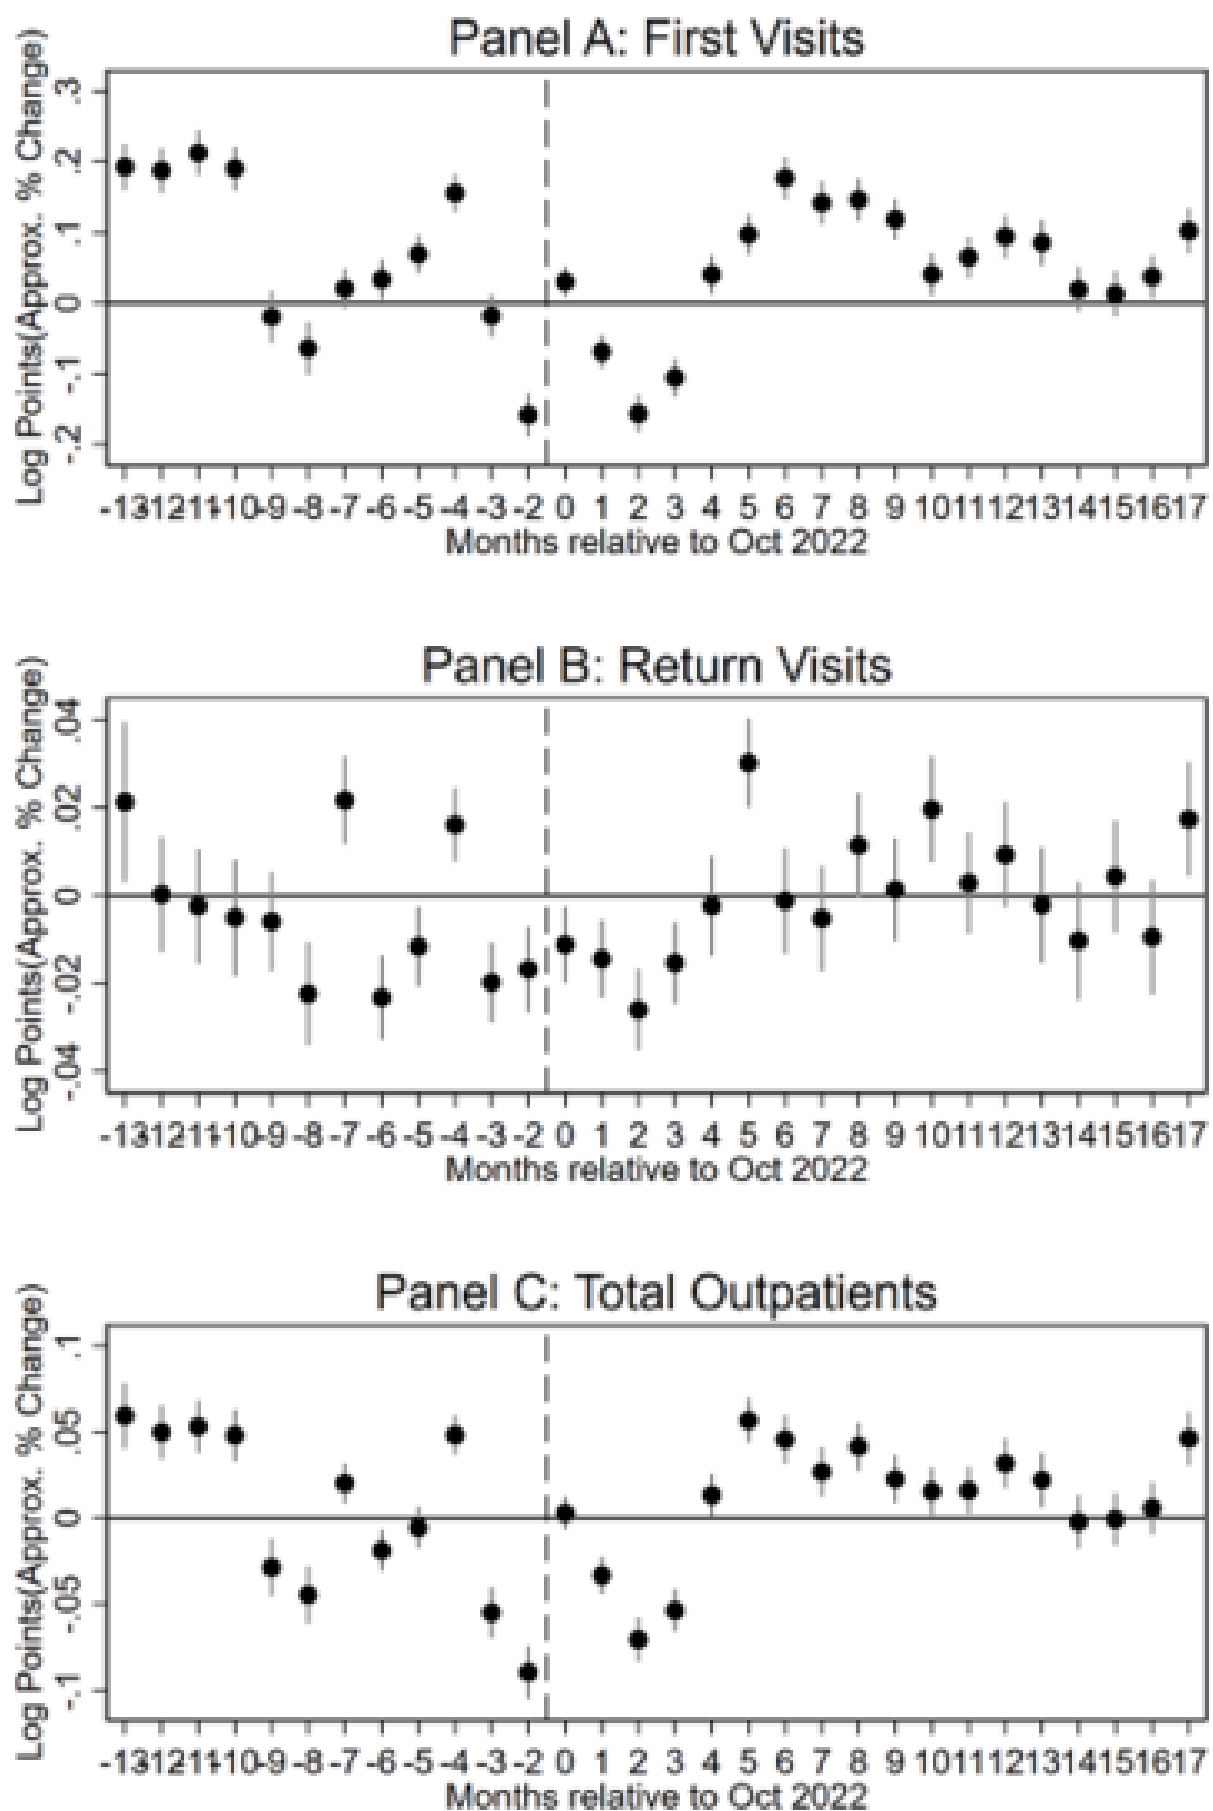 Panel A: First Visits
Log Points(Approx. % Change)
.3
.2
.1
0
-.1
-.2
-13 -12 -11 -10 -9 -8 -7 -6 -5 -4 -3 -2 0 1 2 3 4 5 6 7 8 9 10 11 12 13 14 15 16 17
Months relative to Oct 2022
Panel B: Return Visits
Log Points(Approx. % Change)
.04
.02
0
-.02
-.04
-13 -12 -11 -10 -9 -8 -7 -6 -5 -4 -3 -2 0 1 2 3 4 5 6 7 8 9 10 11 12 13 14 15 16 17
Months relative to Oct 2022
Panel C: Total Outpatients
Log Points(Approx. % Change)
.1
.05
0
-.05
-.1
-13 -12 -11 -10 -9 -8 -7 -6 -5 -4 -3 -2 0 1 2 3 4 5 6 7 8 9 10 11 12 13 14 15 16 17
Months relative to Oct 2022